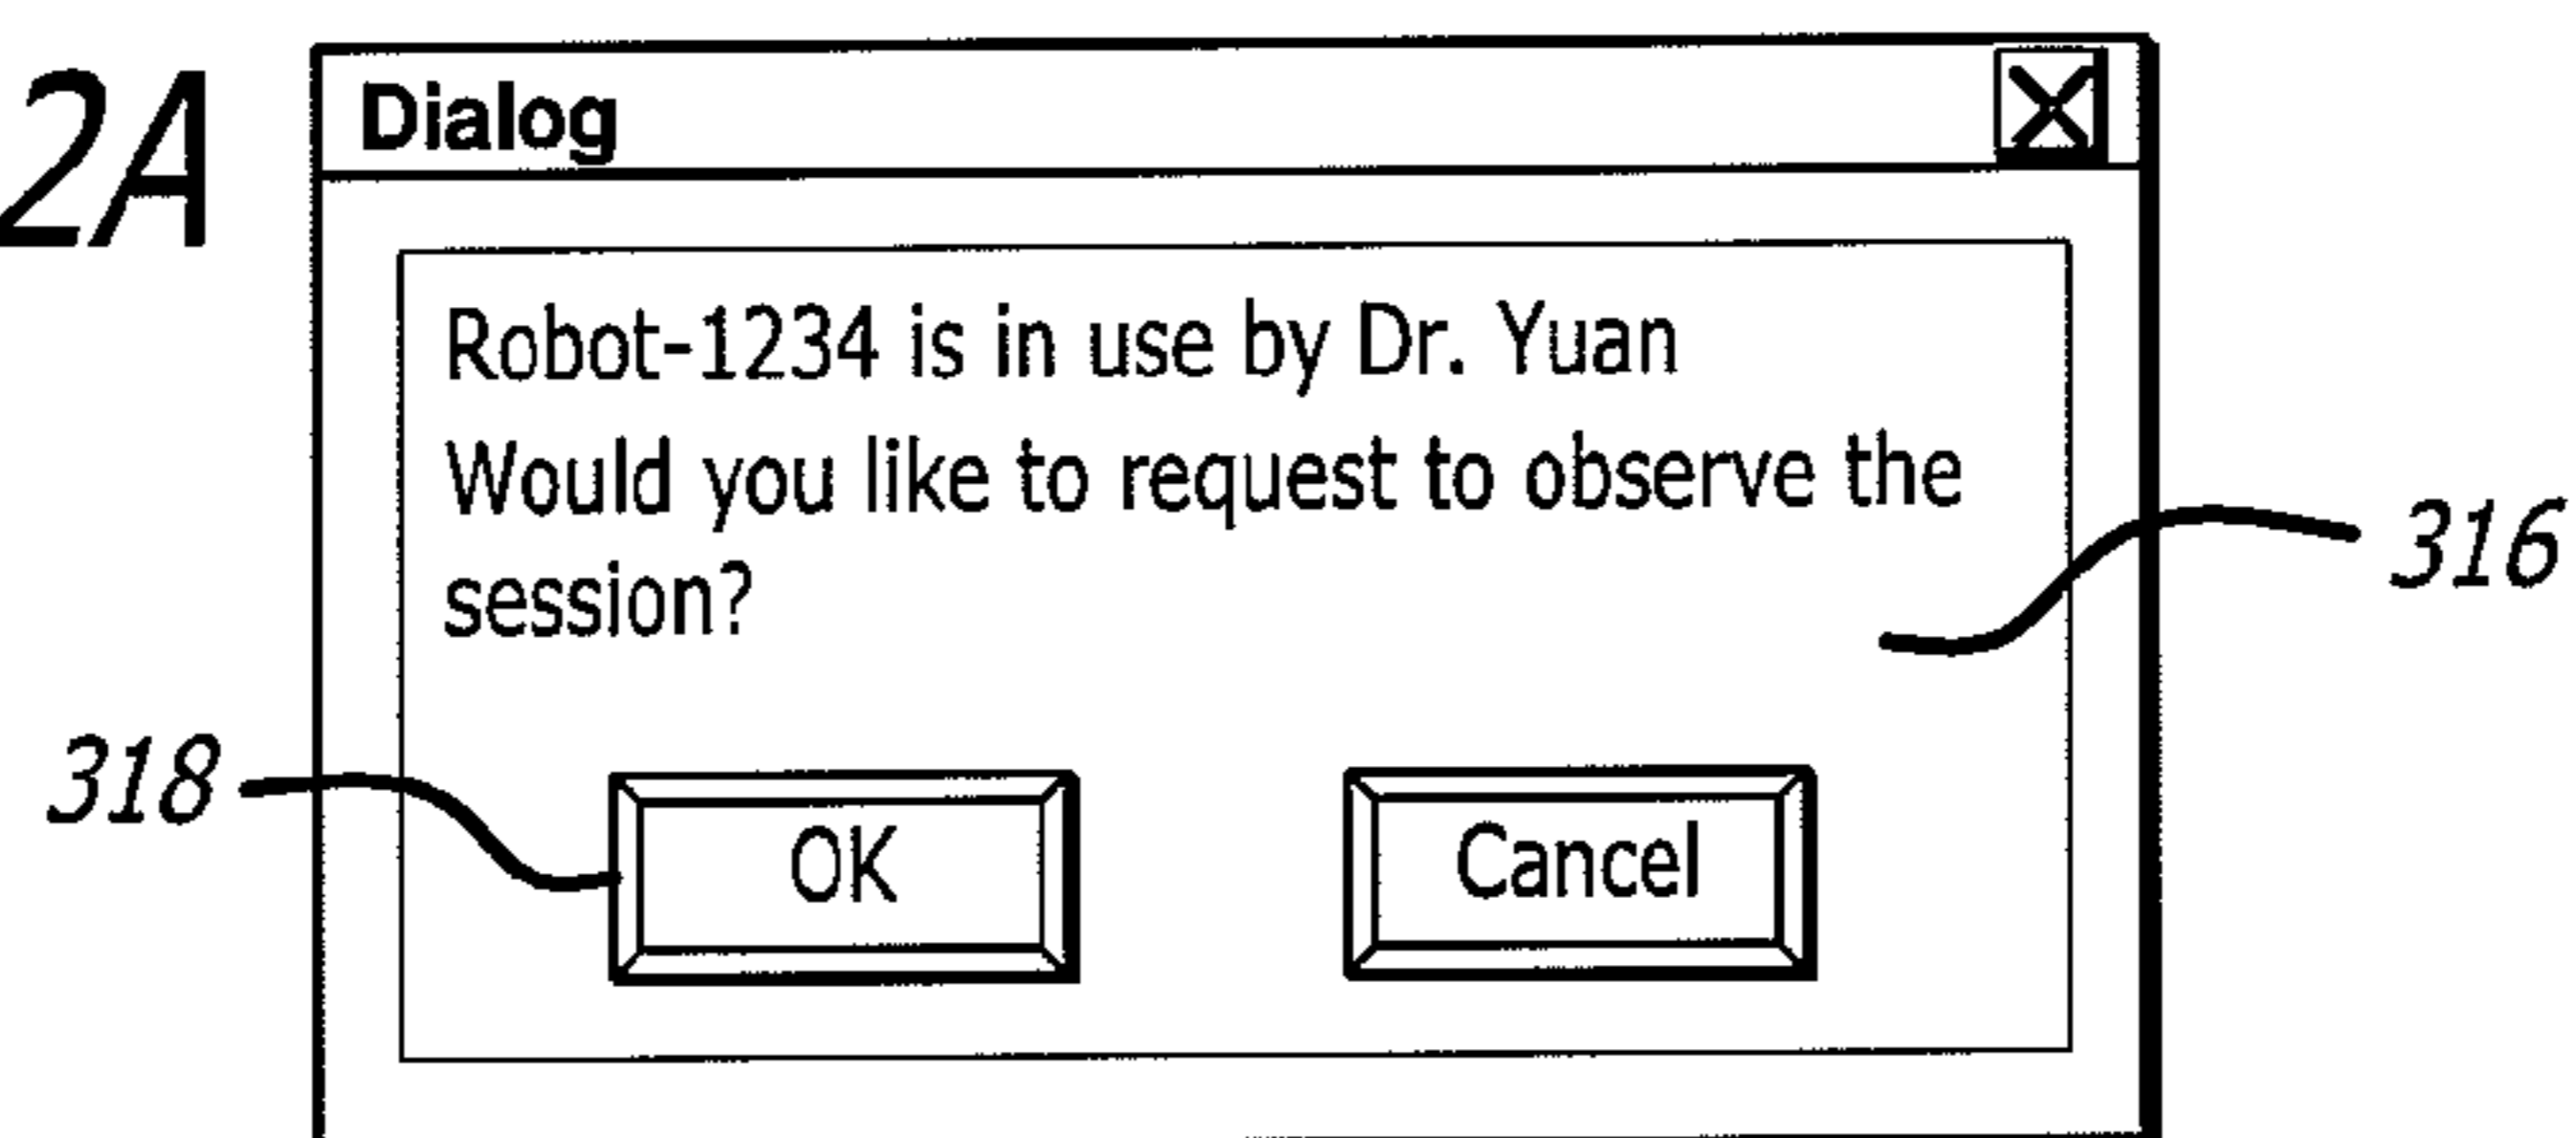 2A
Dialog
Robot-1234 is in use by Dr. Yuan
Would you like to request to observe the
session?
316
318
OK Cancel